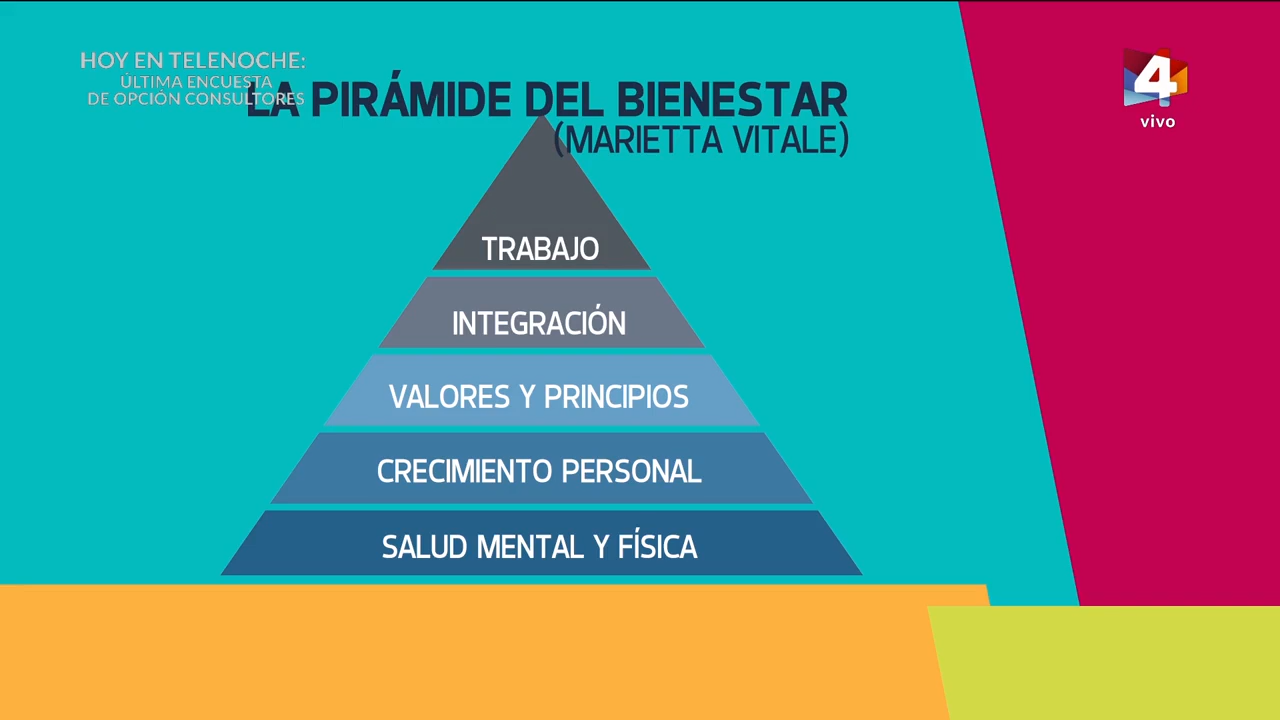 HOY EN TELENOCHE:
ÚLTIMA ENCUESTA
DE OPCIÓN CONSULTORES
LA PIRÁMIDE DEL BIENESTAR
(MARIETTA VITALE)
4
vivo
TRABAJO
INTEGRACIÓN
VALORES Y PRINCIPIOS
CRECIMIENTO PERSONAL
SALUD MENTAL Y FÍSICA